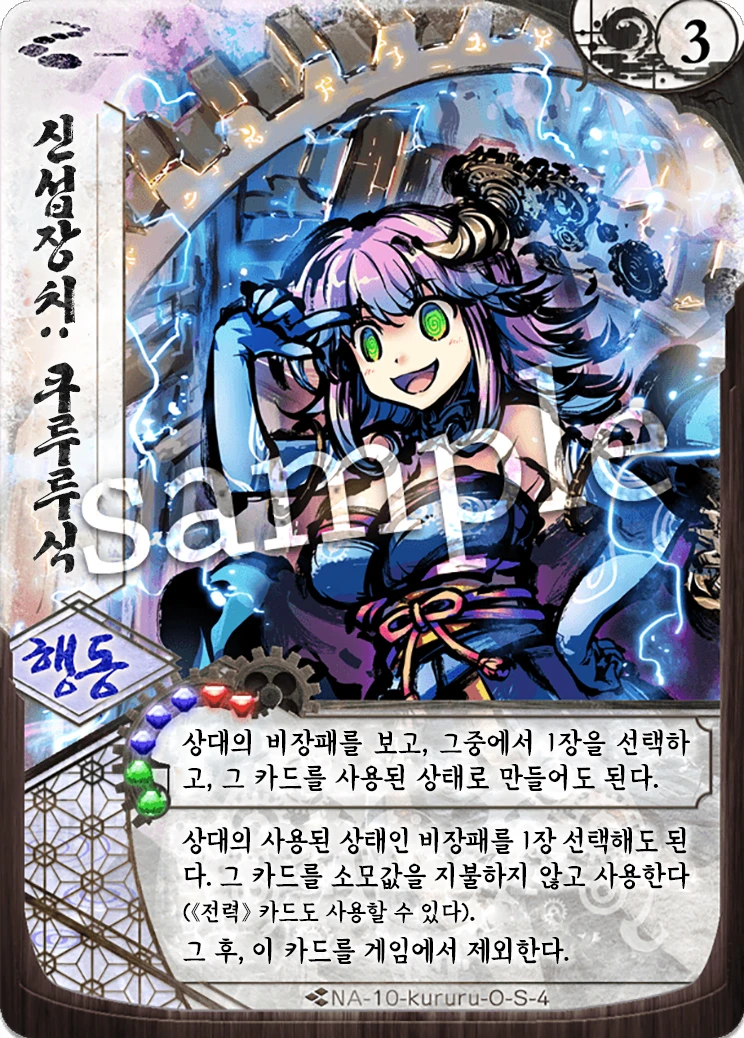 3
신섭장치:쿠루루식
행동
sample
상대의 비장패를 보고, 그중에서 1장을 선택하
고, 그 카드를 사용된 상태로 만들어도 된다.
상대의 사용된 상태인 비장패를 1장 선택해도 된
다. 그 카드를 소모값을 지불하지 않고 사용한다
(《전력》 카드도 사용할 수 있다).
그 후, 이 카드를 게임에서 제외한다.
NA-10-kururu-O-S-4